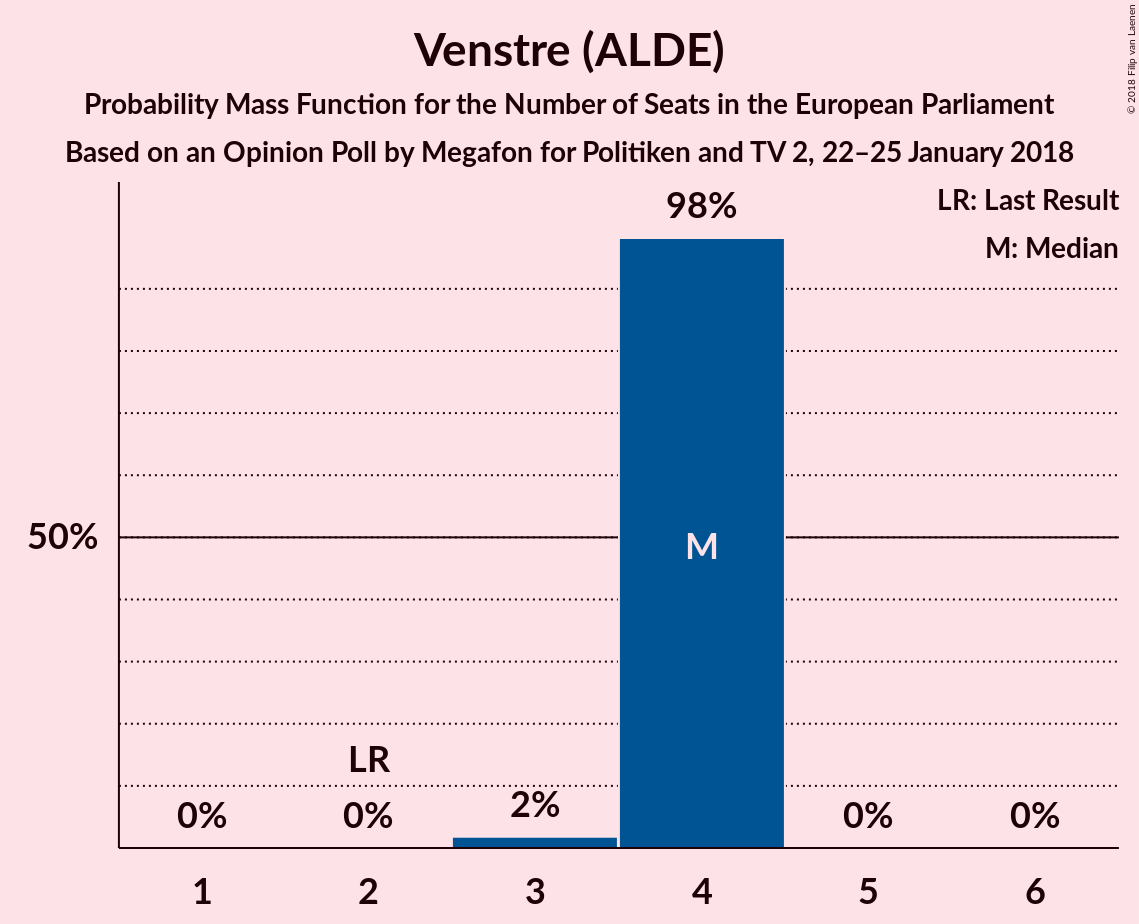 Venstre (ALDE)
Probability Mass Function for the Number of Seats in the European Parliament
Based on an Opinion Poll by Megafon for Politiken and TV 2, 22–25 January 2018
© 2018 Filip van Laenen
LR: Last Result
M: Median
98%
50%
M
LR
0%
0%
2%
0%
0%
1
2
3
4
5
6